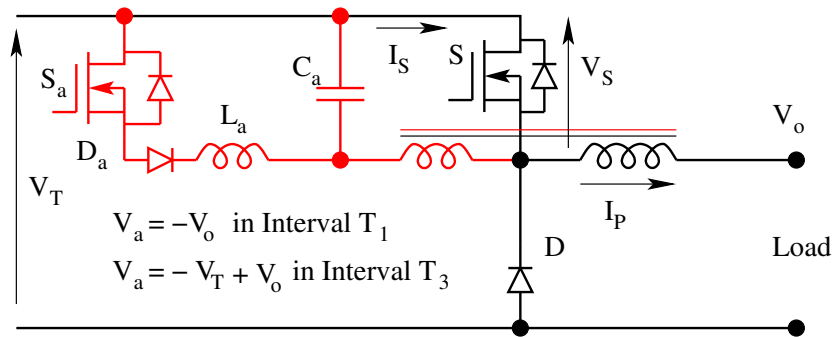 I_S
S
V_S
S_a
C_a
L_a
V_o
D_a
V_T
I_P
V_a = −V_o in Interval T_1
D
Load
V_a = − V_T + V_o in Interval T_3